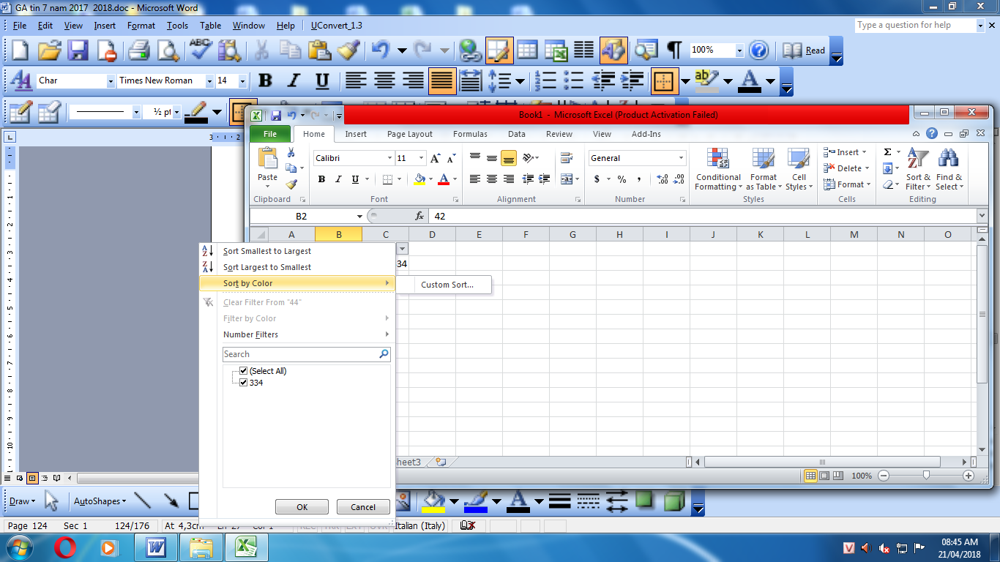 GA tin 7 nam 2017  2018.doc - Microsoft Word
File Edit View Insert Format Tools Table Window Help UConvert_1.3 Type a question for help
100% Read
Char Times New Roman 14 B I U
½ pt
Book1 - Microsoft Excel (Product Activation Failed)
File Home Insert Page Layout Formulas Data Review View Add-Ins
Calibri 11 General Insert
Paste B I U $ % , Conditional Formatting Format as Table Cell Styles Delete Sort & Filter Find & Select
Format
Clipboard Font Alignment Number Styles Cells Editing
B2 fx 42
A B C D E F G H I J K L M N O
34
Sort Smallest to Largest
Sort Largest to Smallest
Sort by Color
Custom Sort...
Clear Filter From "44"
Filter by Color
Number Filters
Search
(Select All)
334
OK Cancel
heet3
100%
Draw AutoShapes
Page 124 Sec 1 124/176 At 4,3cm Ln 27 Col 1 REC TRK EXT OVR Italian (Italy)
08:45 AM
21/04/2018